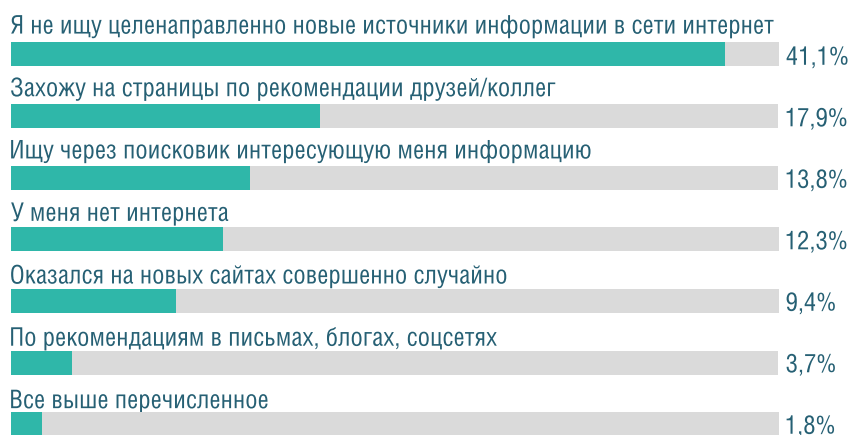 Я не ищу целенаправленно новые источники информации в сети интернет
41,1%
Захожу на страницы по рекомендации друзей/коллег
17,9%
Ищу через поисковик интересующую меня информацию
13,8%
У меня нет интернета
12,3%
Оказался на новых сайтах совершенно случайно
9,4%
По рекомендациям в письмах, блогах, соцсетях
3,7%
Все выше перечисленное
1,8%